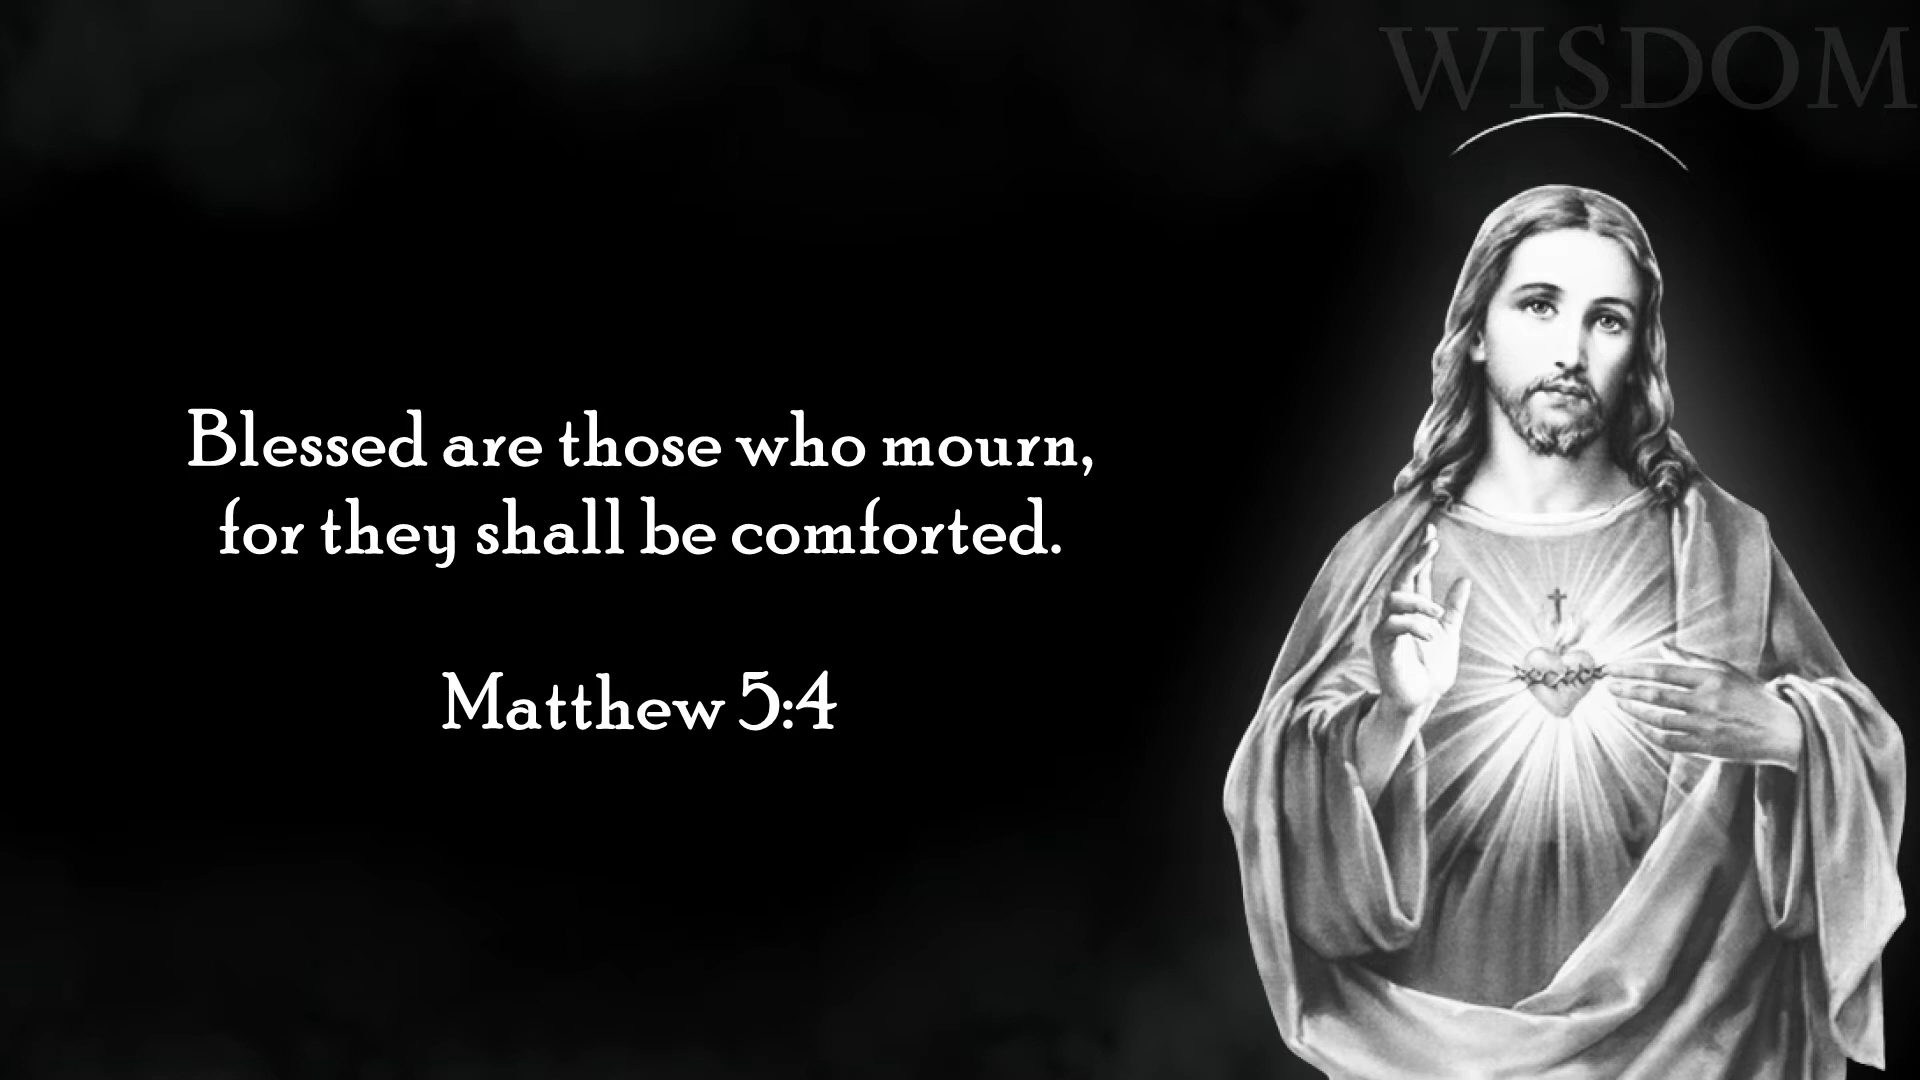 WISDOM
Blessed are those who mourn,
for they shall be comforted.
Matthew 5:4